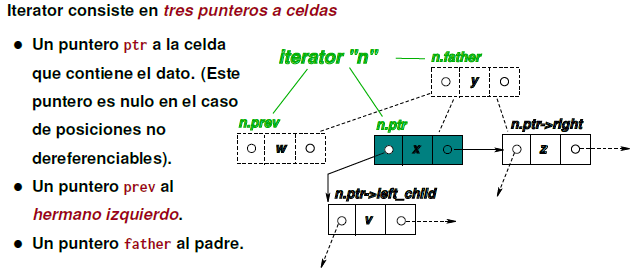 Iterator consiste en tres punteros a celdas
● Un puntero ptr a la celda
que contiene el dato. (Este
puntero es nulo en el caso
de posiciones no
dereferenciables).
● Un puntero prev al
hermano izquierdo.
● Un puntero father al padre.
iterator "n"
n.father
y
n.prev
w
n.ptr
x
n.ptr->right
z
n.ptr->left_child
v